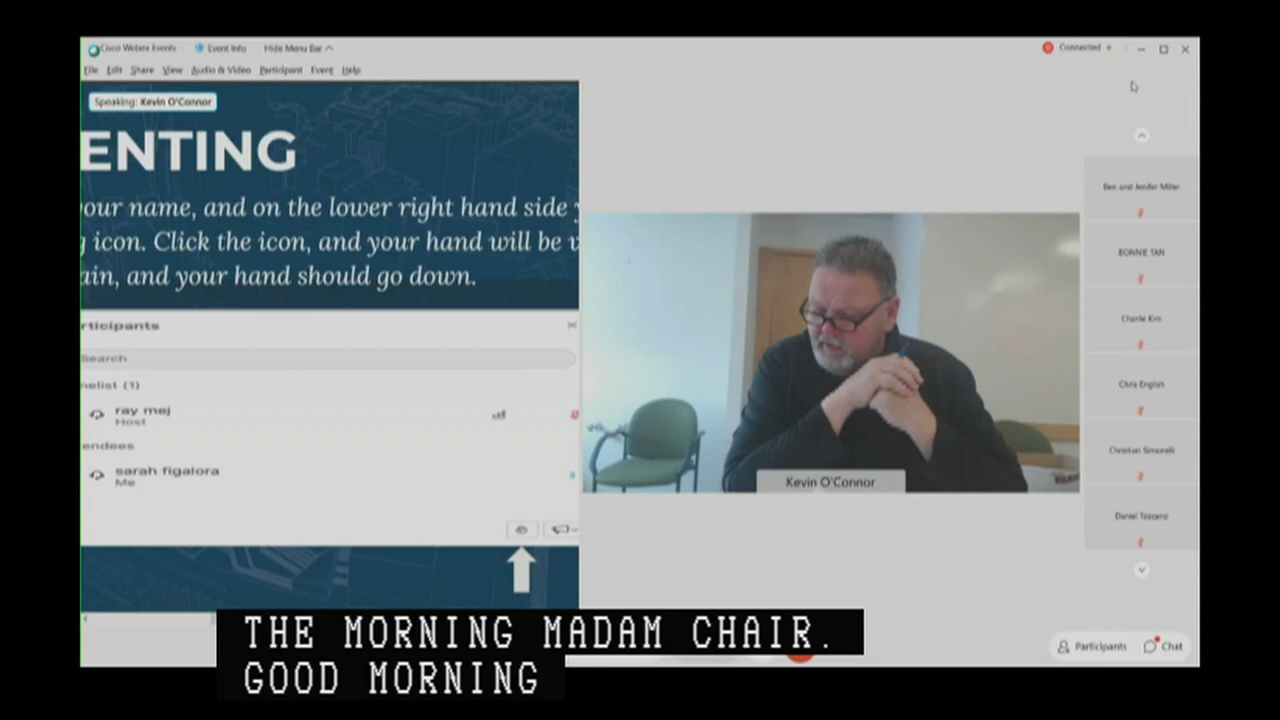 Cisco Webex Events Event Info Hide Menu Bar
Connected
File Edit Share View Audio & Video Participant Event Help
Speaking: Kevin O'Connor
ENTING
our name, and on the lower right hand side
icon. Click the icon, and your hand will be
ain, and your hand should go down.
rticipants
Search
nelist (1)
ray mej
Host
endees
sarah figalora
Me
Kevin O'Connor
Ben and Jenifer Miller
BONNIE TAN
Charlie Kim
Chris English
Christian Simonelli
Daniel Toscano
Participants Chat
THE MORNING MADAM CHAIR.
GOOD MORNING